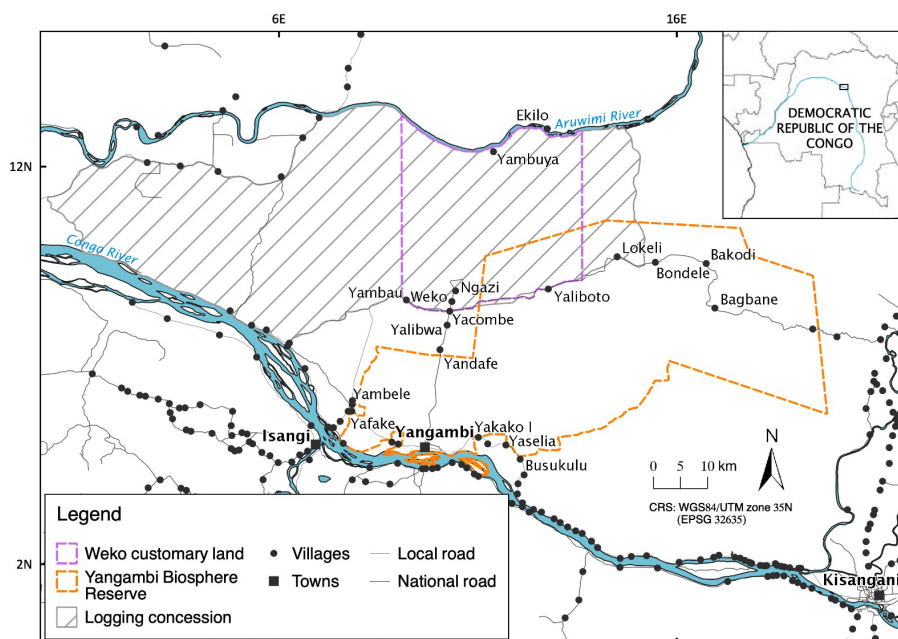 6E
16E
12N
2N
DEMOCRATIC
REPUBLIC OF THE
CONGO
Ekilo
Aruwimi River
Yambuya
Congo River
Lokeli
Bakodi
Bondele
Bagbane
Yambau
Weko
Ngazi
Yaliboto
Yacombe
Yalibwa
Yandafe
Yambele
Yafake
Isangi
Yangambi
Yakako I
Yaselia
Busukulu
N
0 5 10 km
CRS: WGS84/UTM zone 35N
(EPSG 32635)
Kisangani
Legend
Weko customary land
Yangambi Biosphere
Reserve
Logging concession
Villages
Towns
Local road
National road